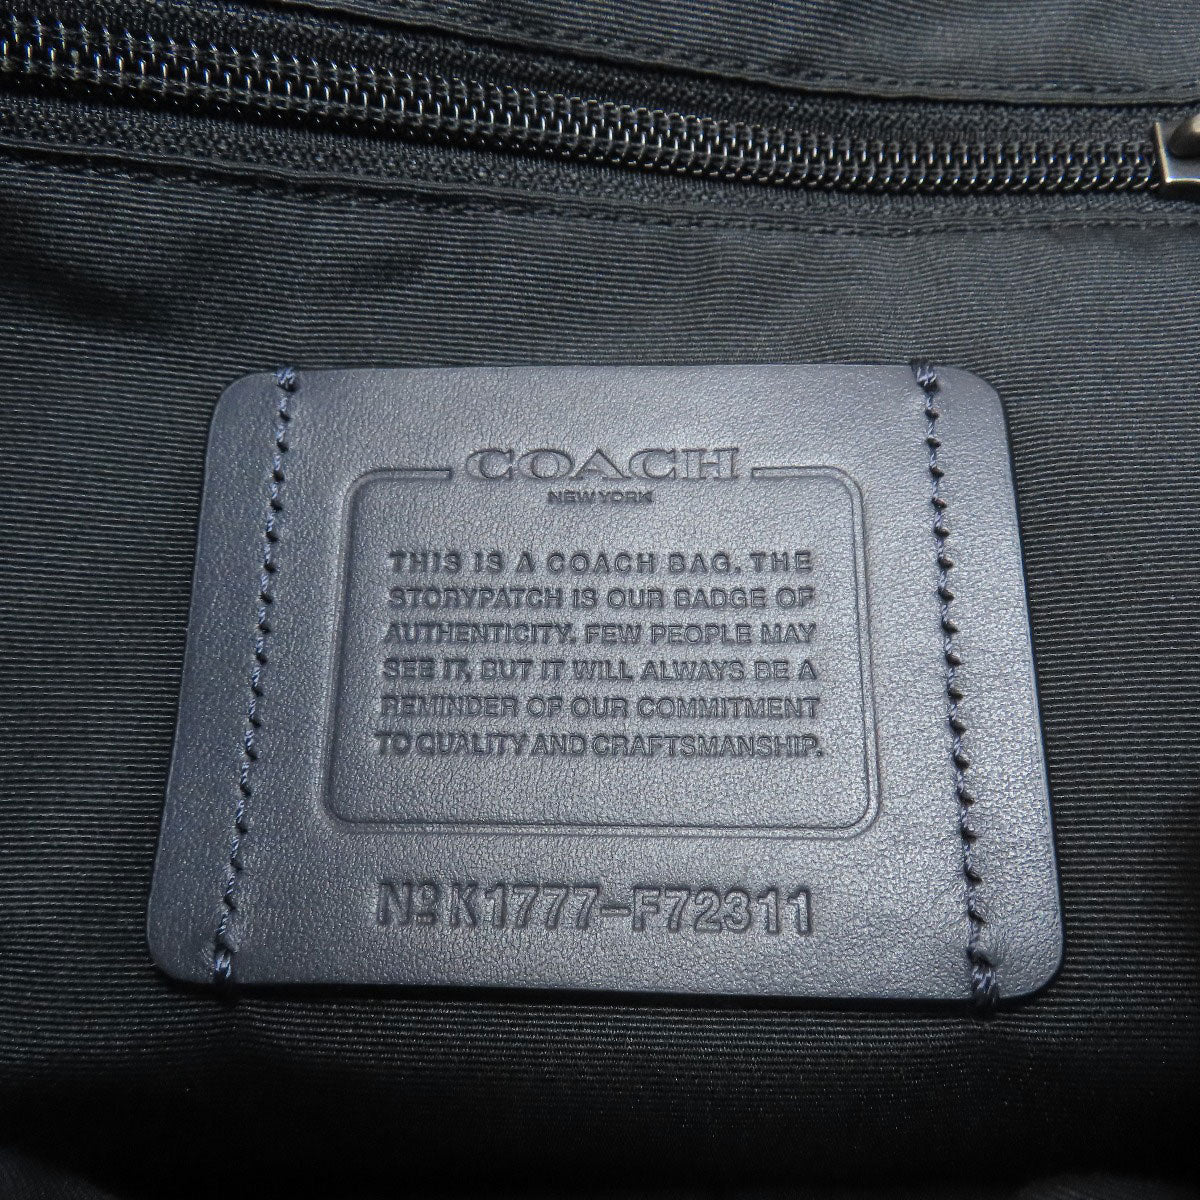 COACH
NEW YORK
THIS IS A COACH BAG. THE
STORYPATCH IS OUR BADGE OF
AUTHENTICITY. FEW PEOPLE MAY
SEE IT, BUT IT WILL ALWAYS BE A
REMINDER OF OUR COMMITMENT
TO QUALITY AND CRAFTSMANSHIP.
Nº K1777-F72311